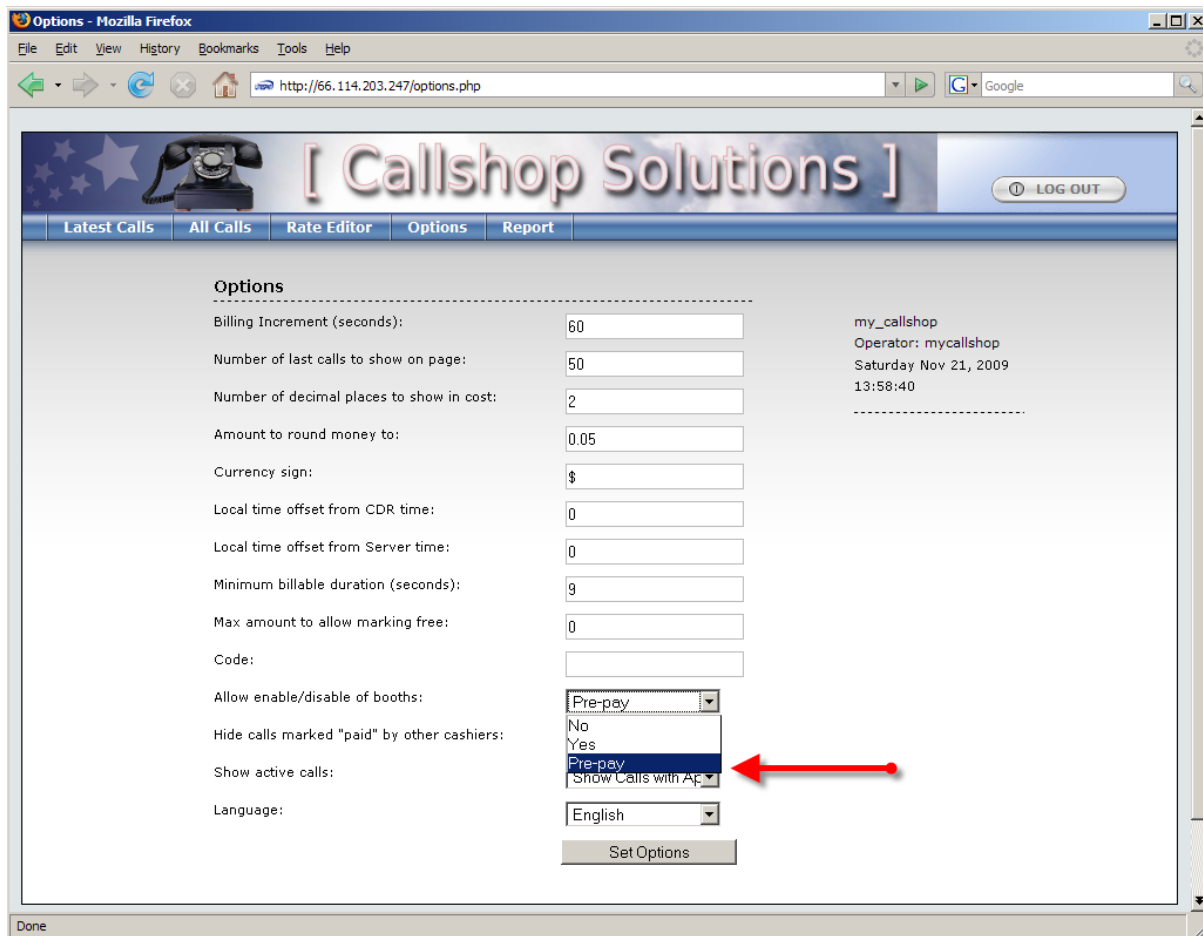 Options - Mozilla Firefox
File Edit View History Bookmarks Tools Help
http://66.114.203.247/options.php
G Google
[ Callshop Solutions ]
LOG OUT
Latest Calls All Calls Rate Editor Options Report
Options
Billing Increment (seconds): 60
my_callshop
Number of last calls to show on page: 50
Operator: mycallshop
Saturday Nov 21, 2009
13:58:40
Number of decimal places to show in cost: 2
Amount to round money to: 0.05
Currency sign: $
Local time offset from CDR time: 0
Local time offset from Server time: 0
Minimum billable duration (seconds): 9
Max amount to allow marking free: 0
Code:
Allow enable/disable of booths: Pre-pay
No
Hide calls marked "paid" by other cashiers:
Yes
Pre-pay
Show active calls: Show Calls with Ap
Language: English
Set Options
Done